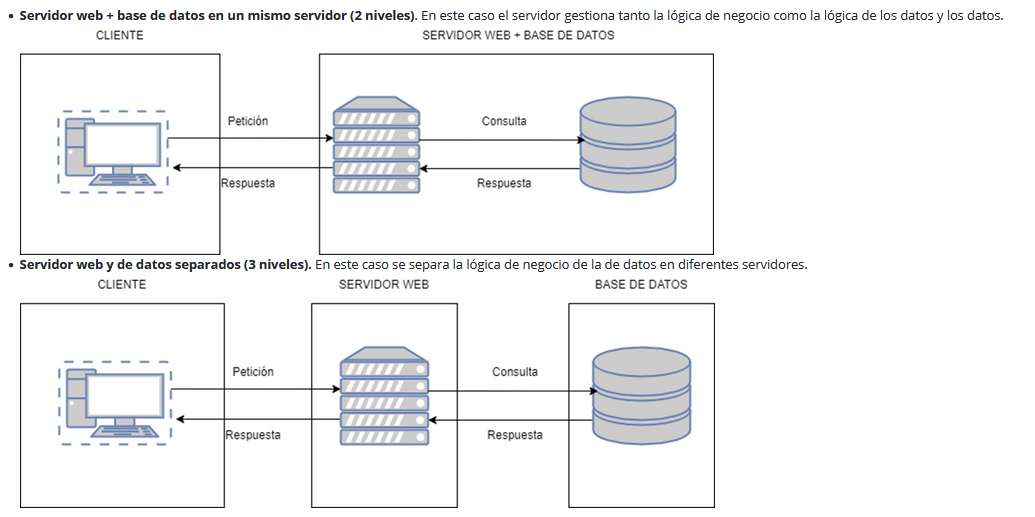 • Servidor web + base de datos en un mismo servidor (2 niveles). En este caso el servidor gestiona tanto la lógica de negocio como la lógica de los datos y los datos.
CLIENTE
SERVIDOR WEB + BASE DE DATOS
Petición
Consulta
Respuesta
Respuesta
• Servidor web y de datos separados (3 niveles). En este caso se separa la lógica de negocio de la de datos en diferentes servidores.
CLIENTE
SERVIDOR WEB
BASE DE DATOS
Petición
Consulta
Respuesta
Respuesta